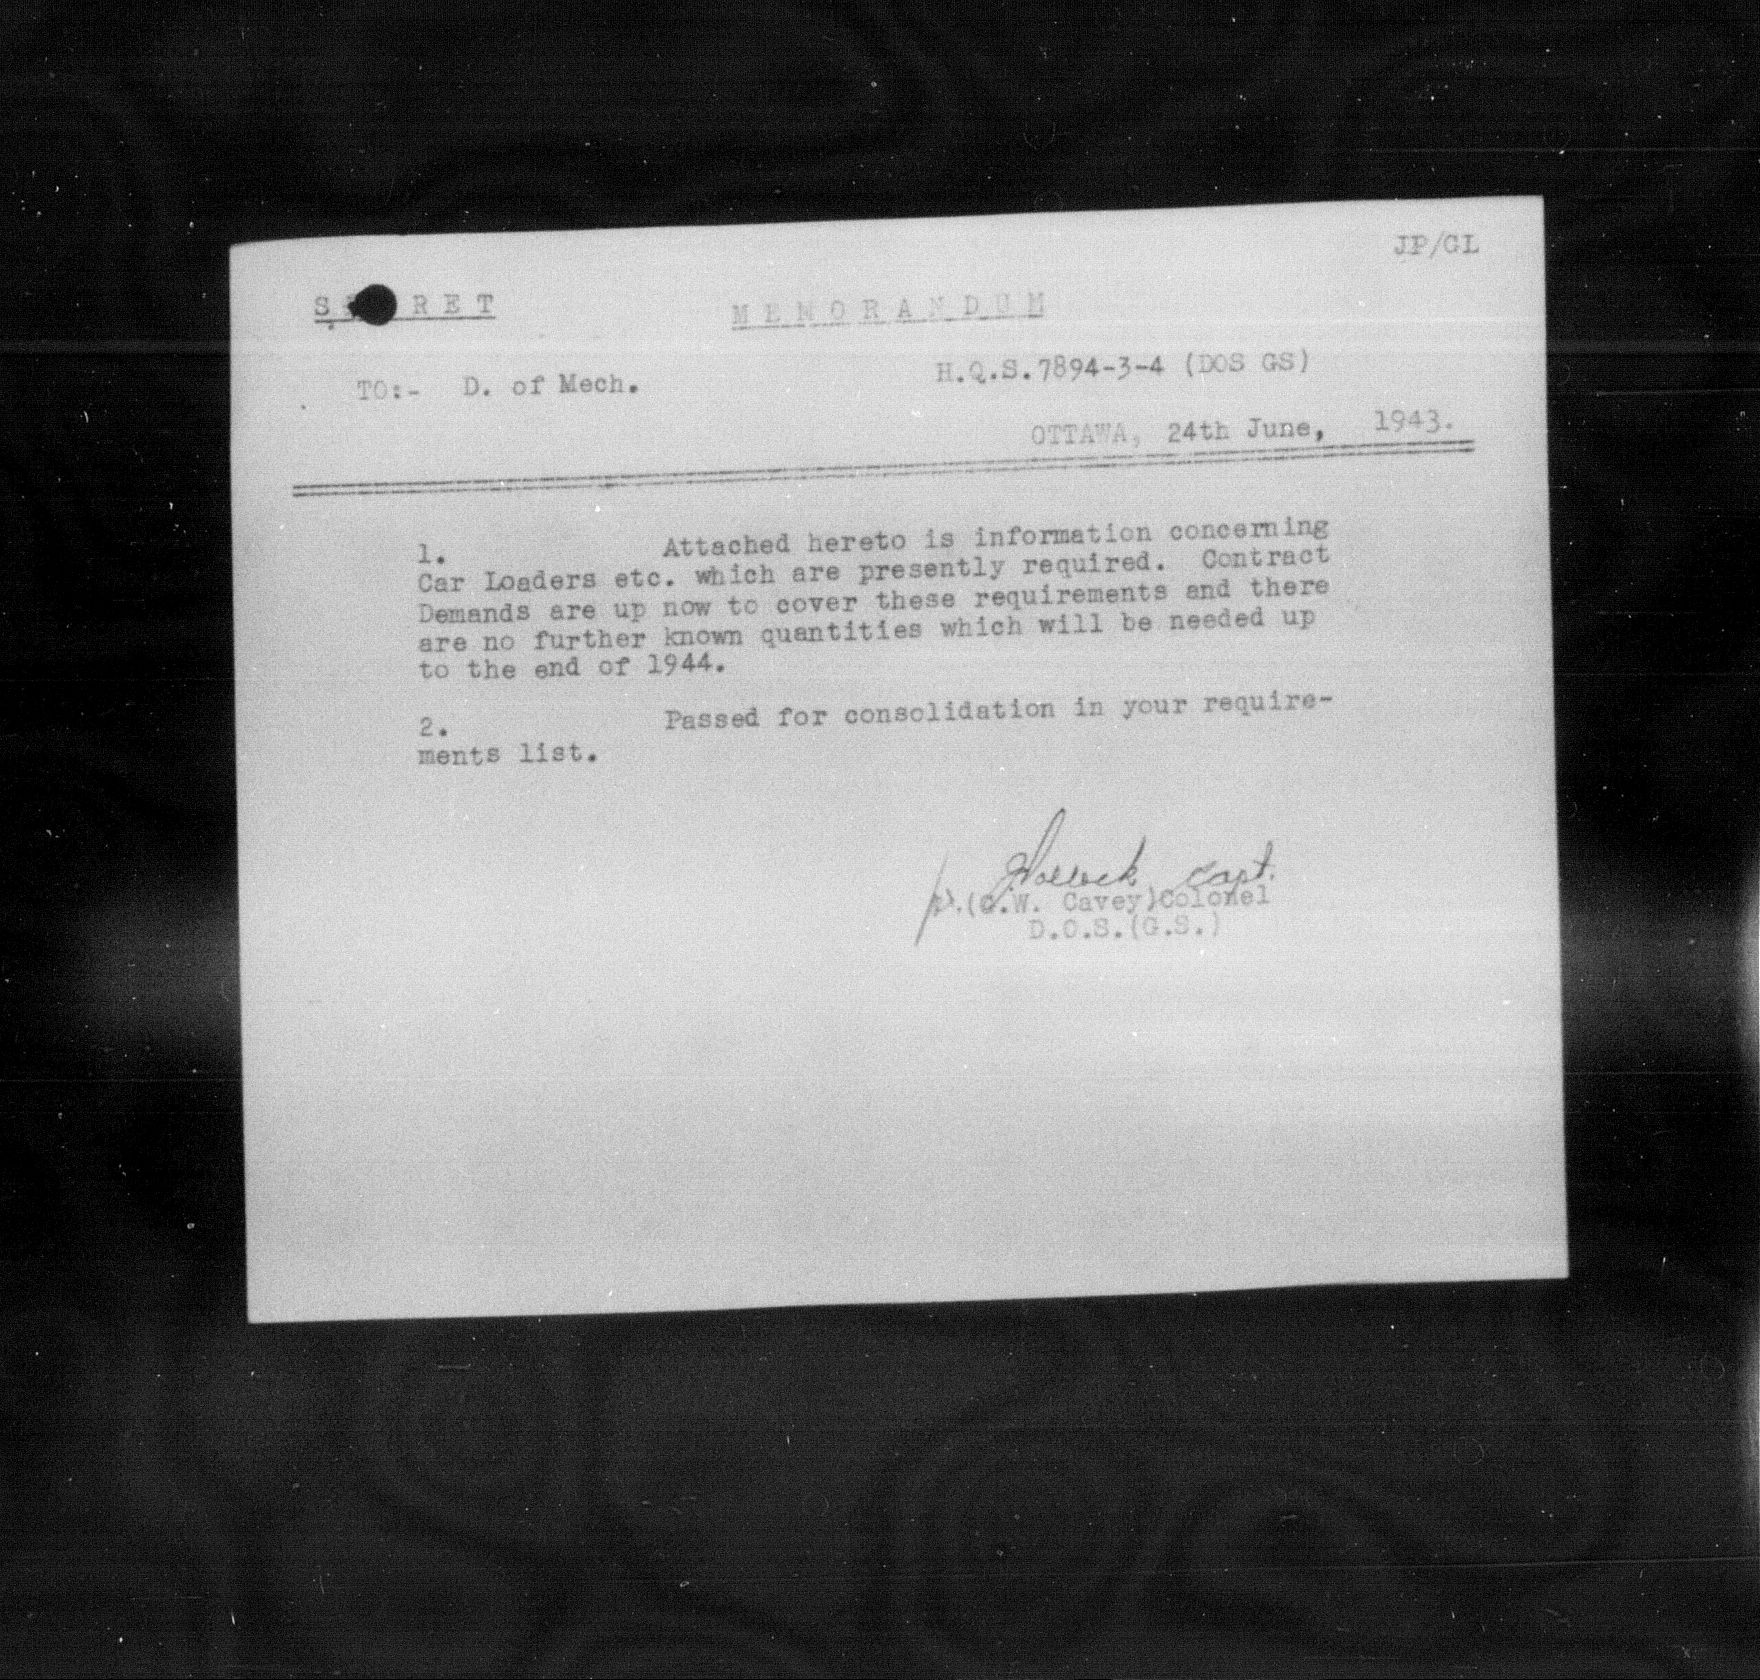 JP/GL
S E C R E T
M E M O R A N D U M
TO:- D. of Mech.
H.Q.S.7894-3-4 (DOS GS)
OTTAWA, 24th June, 1943.
1. Attached hereto is information concerning
Car Loaders etc. which are presently required. Contract
Demands are up now to cover these requirements and there
are no further known quantities which will be needed up
to the end of 1944.
2. Passed for consolidation in your require-
ments list.
JPollock Capt.
(C.W. Cavey)Colonel
D.O.S.(G.S.)